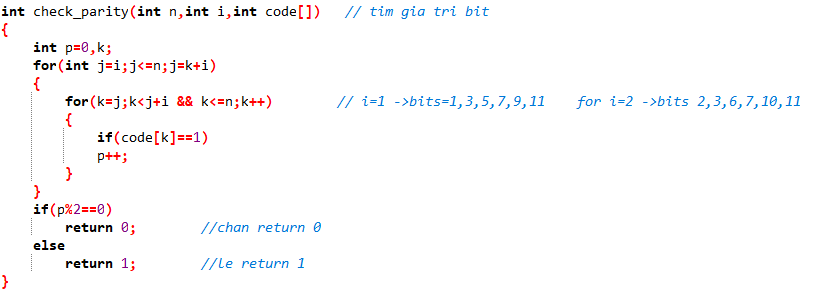 int check_parity(int n,int i,int code[])   // tim gia tri bit
{
    int p=0,k;
    for(int j=i;j<=n;j=k+i)
    {
        for(k=j;k<j+i && k<=n;k++)        // i=1 ->bits=1,3,5,7,9,11    for i=2 ->bits 2,3,6,7,10,11
        {
            if(code[k]==1)
            p++;
        }
    }
    if(p%2==0)
        return 0;        //chan return 0
    else
        return 1;        //le return 1
}